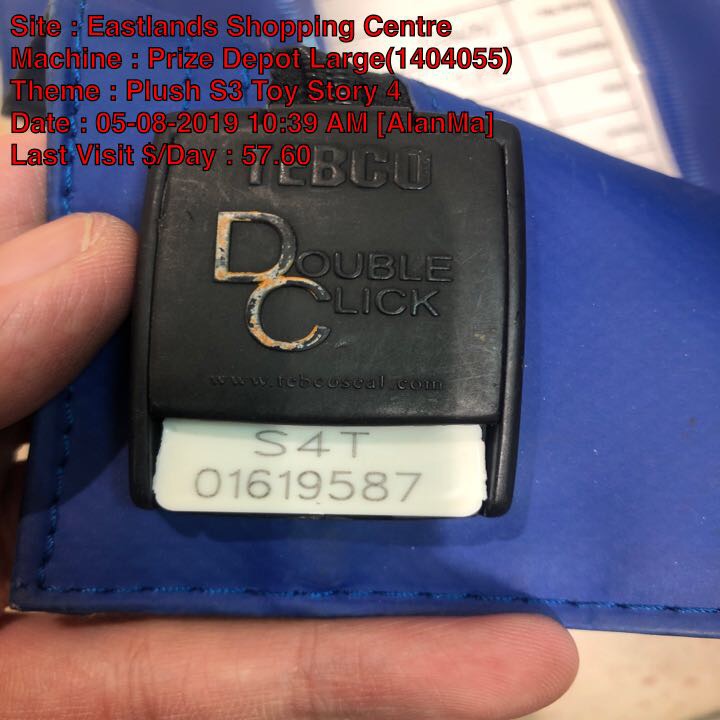 Site : Eastlands Shopping Centre
Machine : Prize Depot Large(1404055)
Theme : Plush S3 Toy Story 4
Date : 05-08-2019 10:39 AM [AlanMa]
Last Visit $/Day : 57.60
TEBCO
DOUBLE
CLICK
www.tebcoseal.com
S4T
01619587